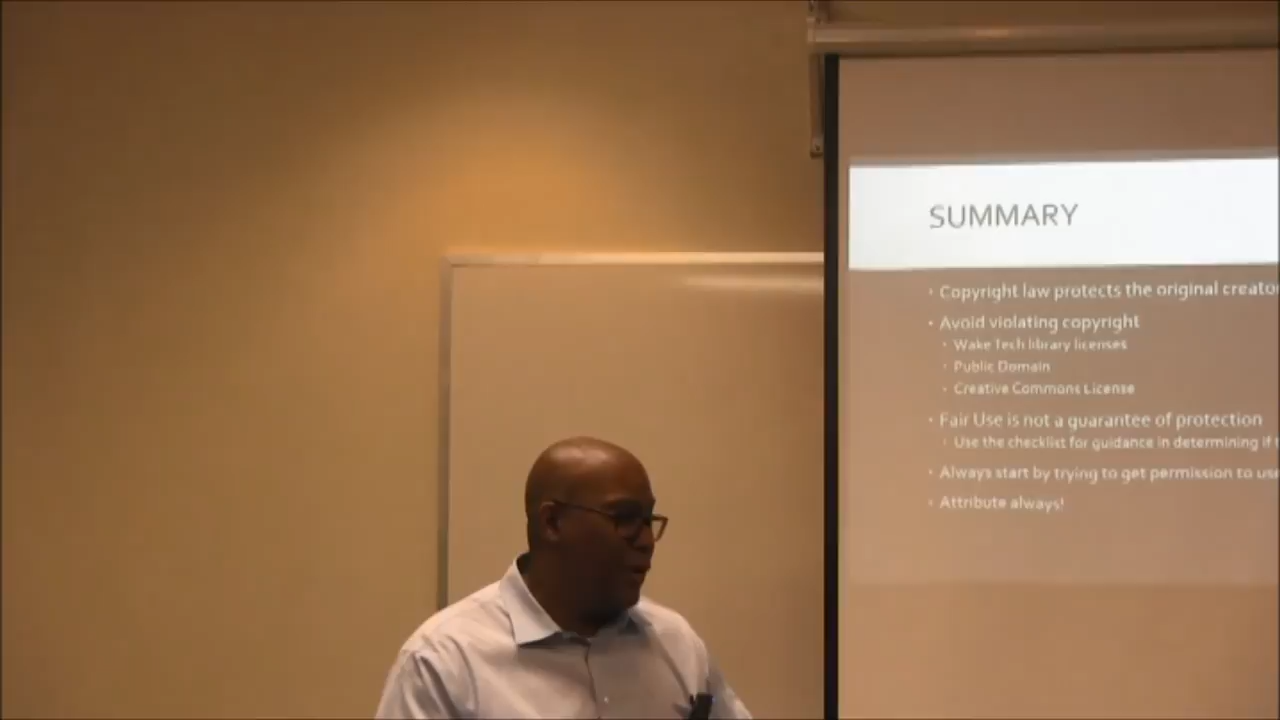 SUMMARY
• Copyright law protects the original creator
• Avoid violating copyright
• Wake Tech library licenses
• Public Domain
• Creative Commons License
• Fair Use is not a guarantee of protection
• Use the checklist for guidance in determining if
• Always start by trying to get permission to use
• Attribute always!